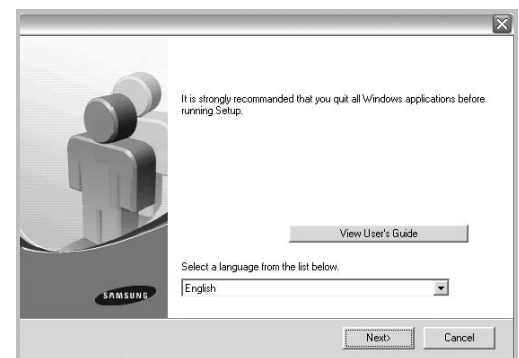 It is strongly recommanded that you quit all Windows applications before
running Setup.
View User's Guide
Select a language from the list below.
SAMSUNG
English
Next>
Cancel